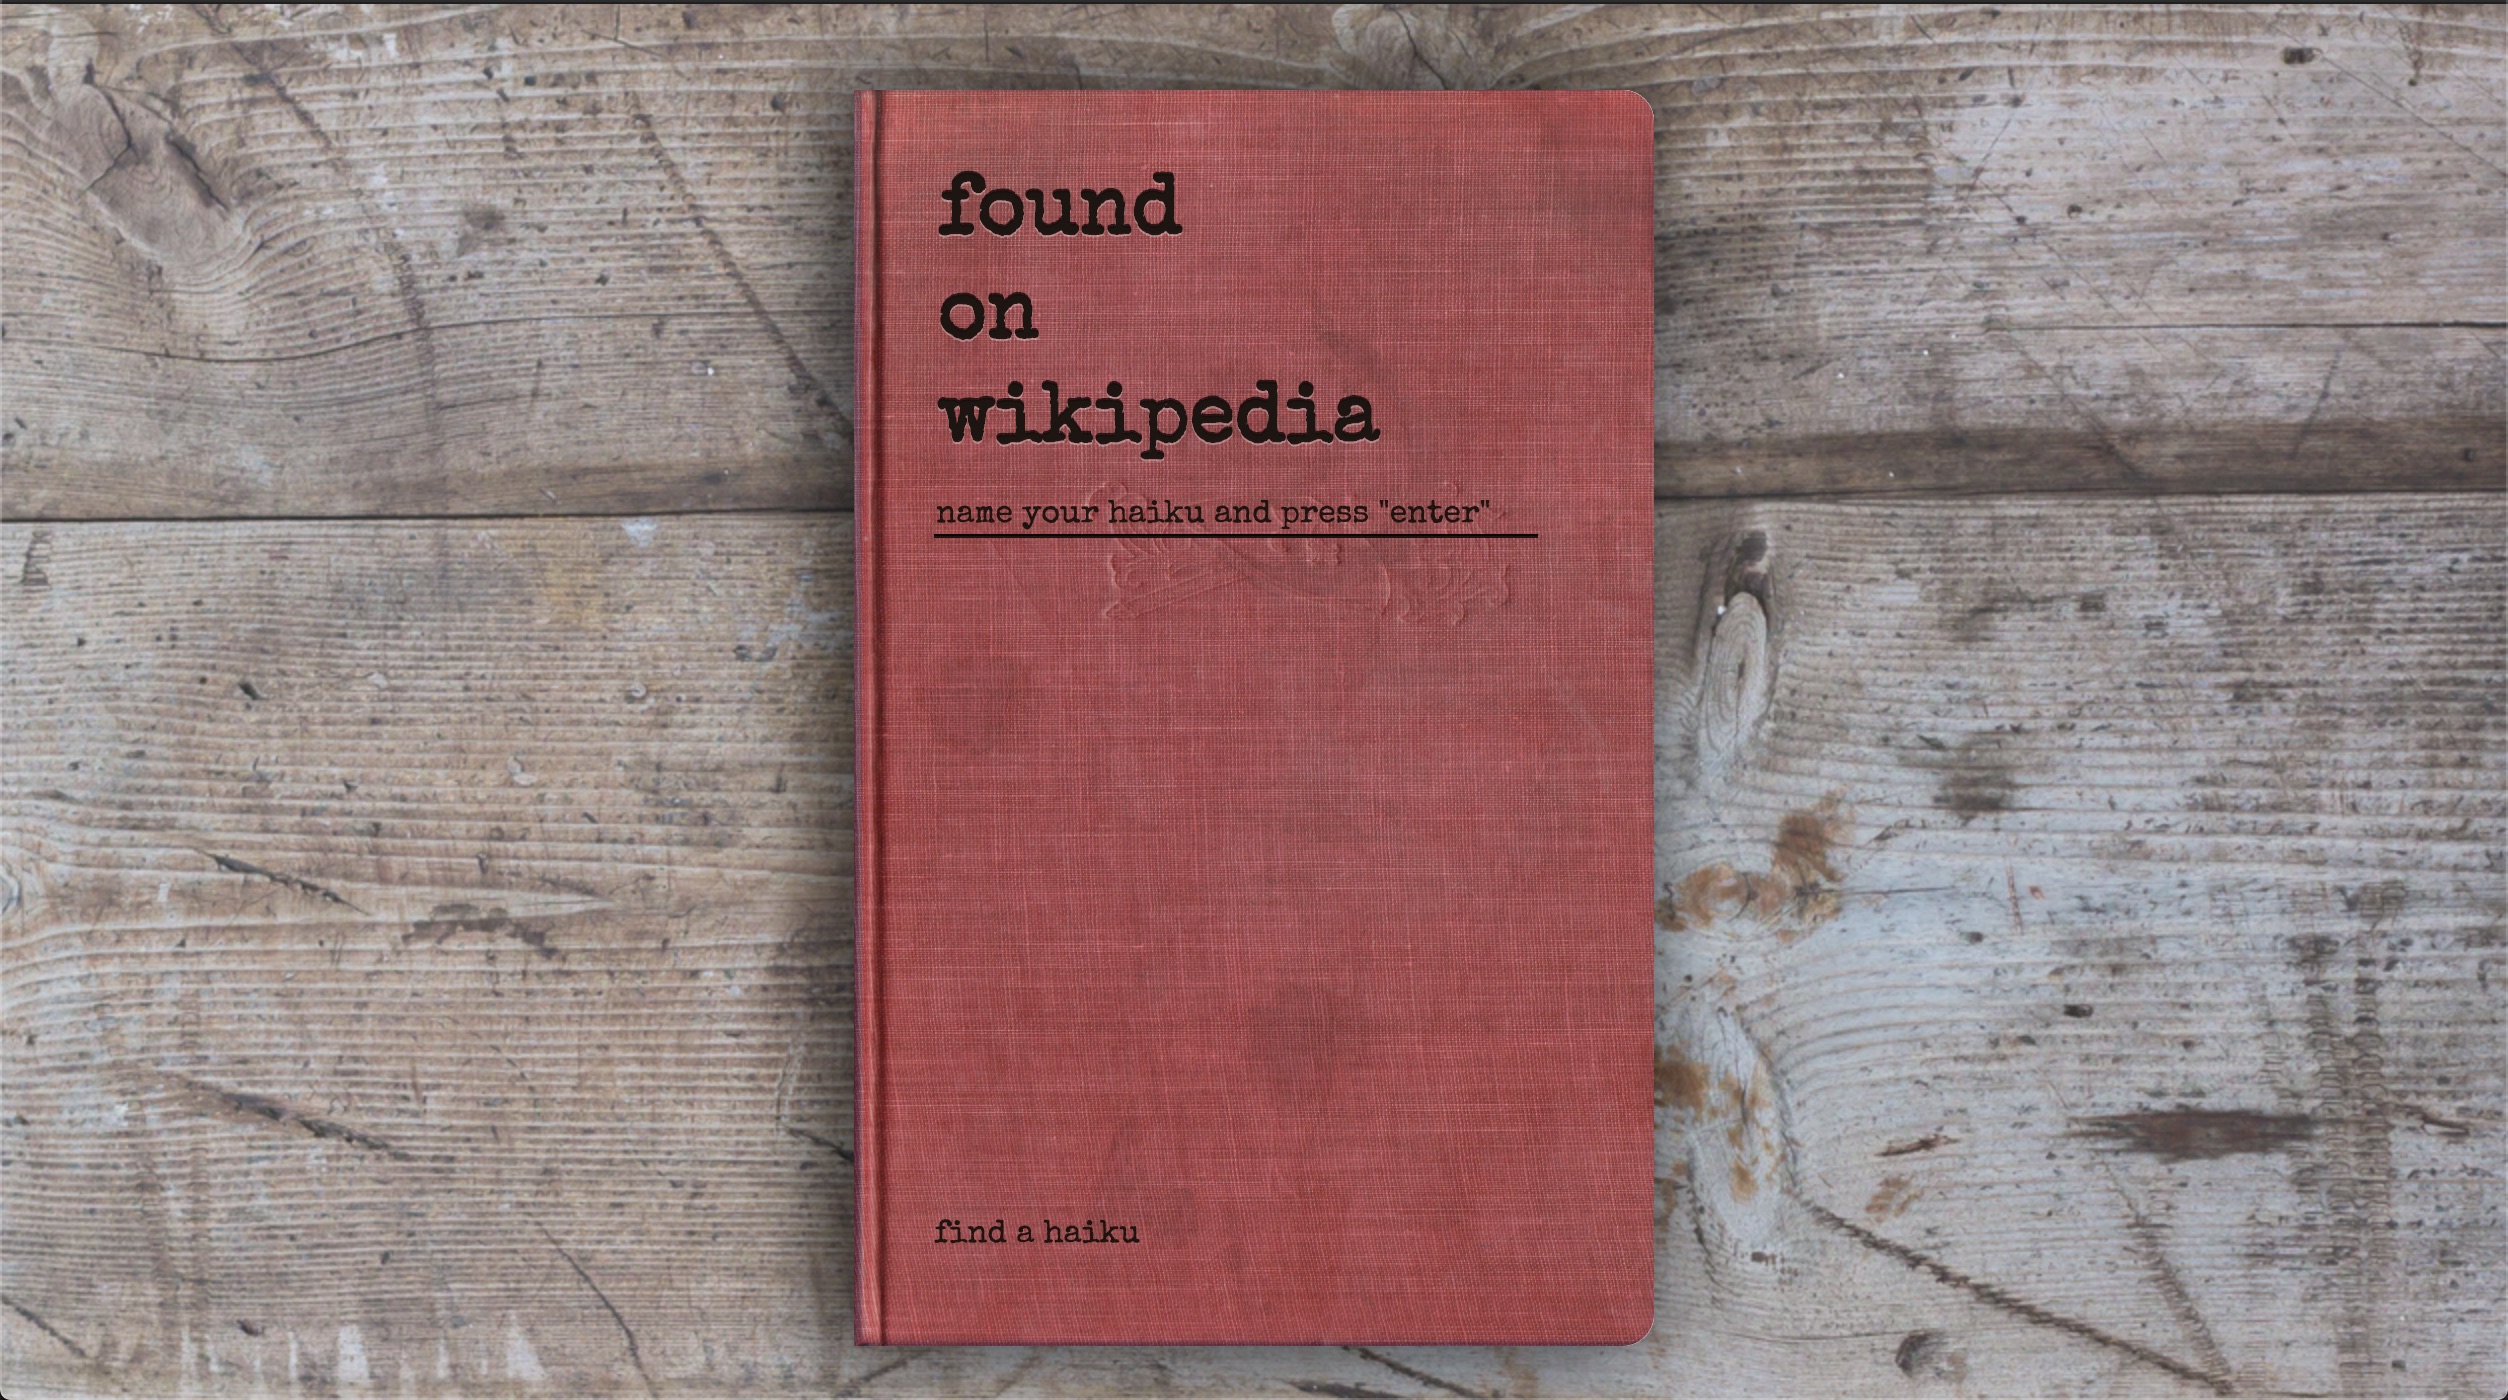 found
on
wikipedia
name your haiku and press "enter"
find a haiku